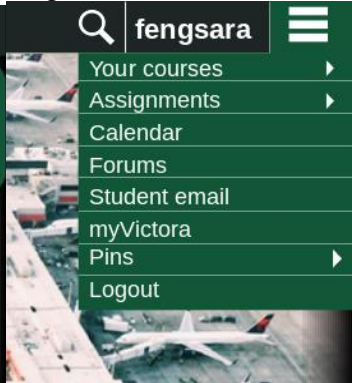 fengsara
Your courses
Assignments
Calendar
Forums
Student email
myVictora
Pins
Logout